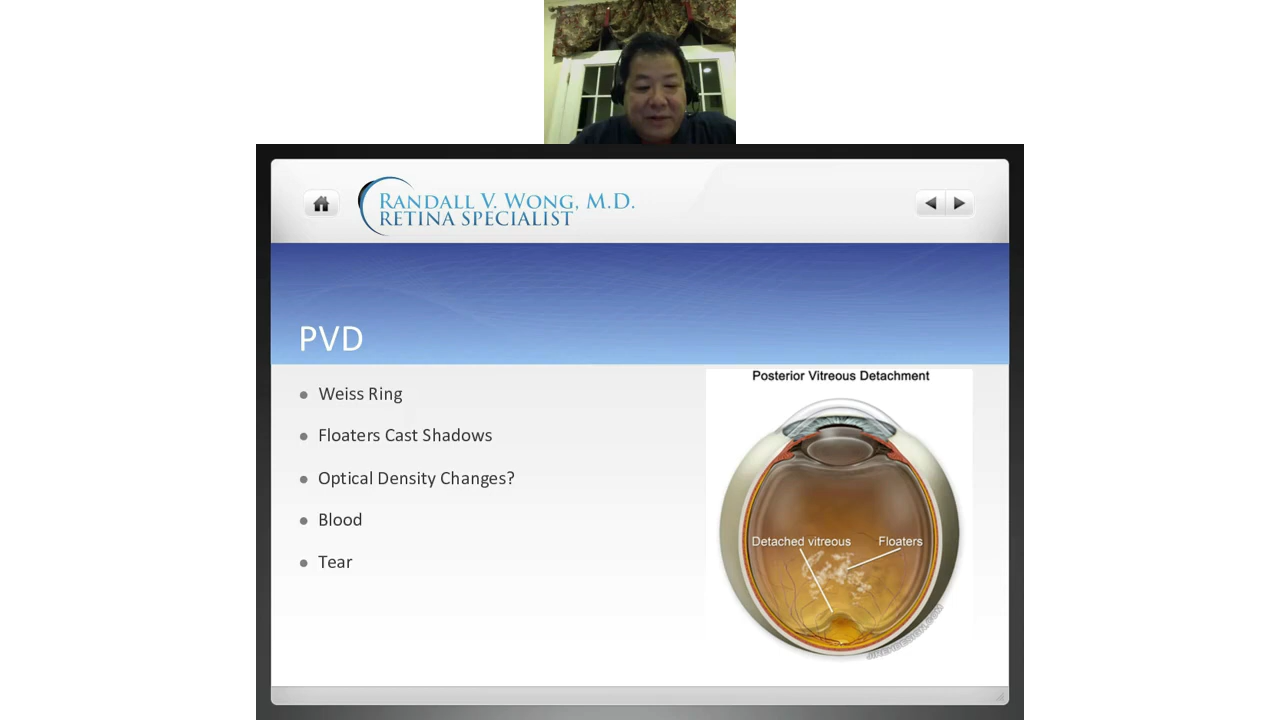 RANDALL V. WONG, M.D.
RETINA SPECIALIST
PVD
Weiss Ring
Floaters Cast Shadows
Optical Density Changes?
Blood
Tear
Posterior Vitreous Detachment
Detached vitreous
Floaters